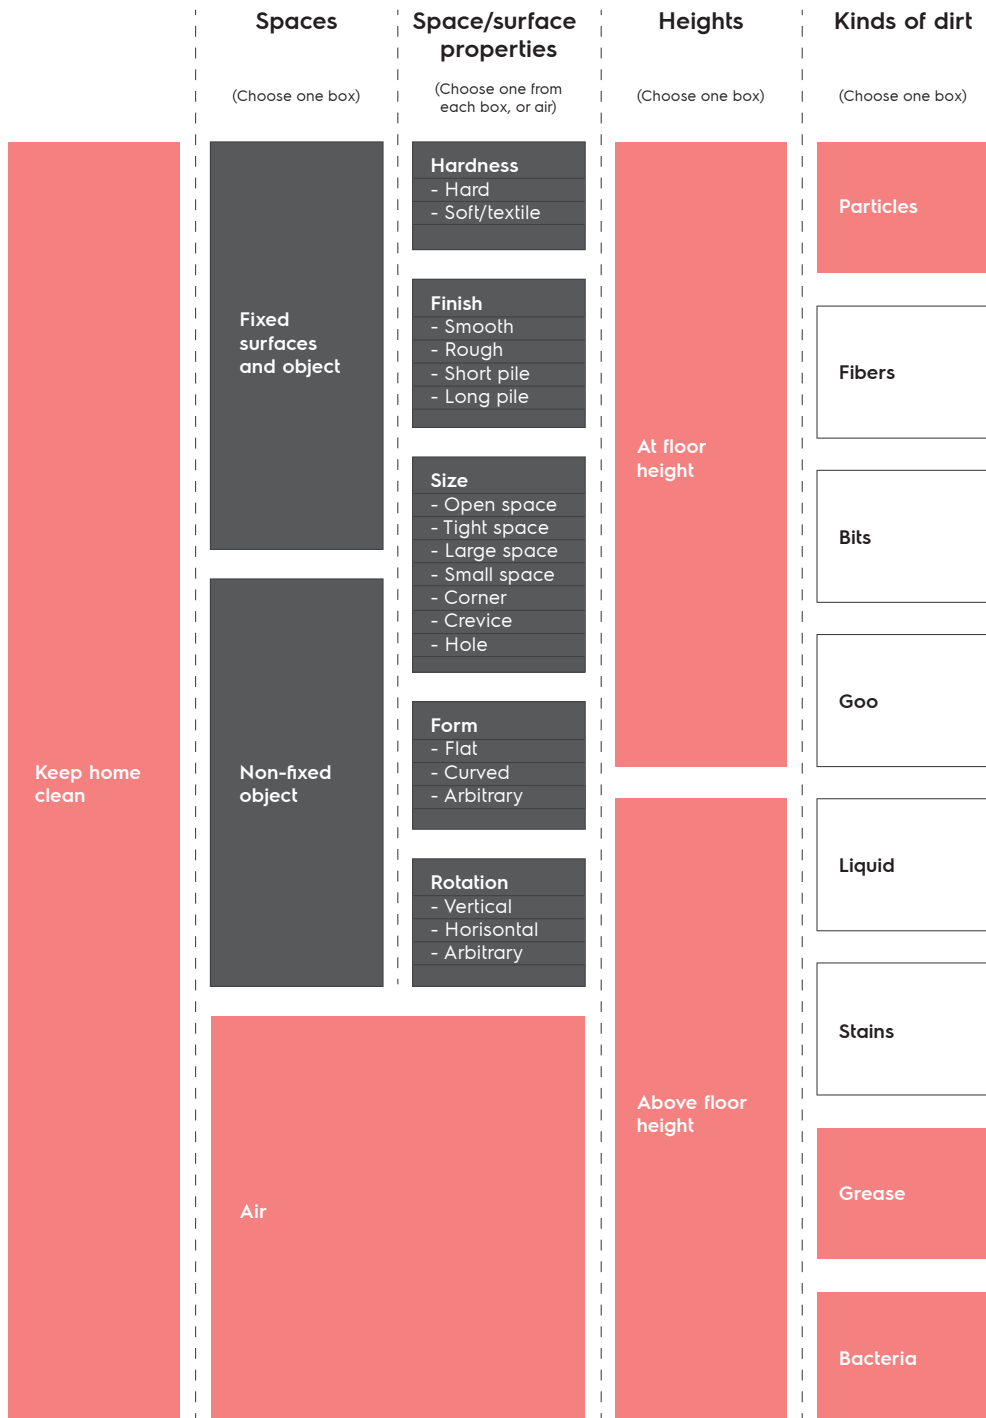 Spaces
(Choose one box)
Space/surface
properties
(Choose one from
each box, or air)
Heights
(Choose one box)
Kinds of dirt
(Choose one box)
Keep home
clean
Fixed
surfaces
and object
Non-fixed
object
Air
Hardness
- Hard
- Soft/textile
Finish
- Smooth
- Rough
- Short pile
- Long pile
Size
- Open space
- Tight space
- Large space
- Small space
- Corner
- Crevice
- Hole
Form
- Flat
- Curved
- Arbitrary
Rotation
- Vertical
- Horisontal
- Arbitrary
At floor
height
Above floor
height
Particles
Fibers
Bits
Goo
Liquid
Stains
Grease
Bacteria